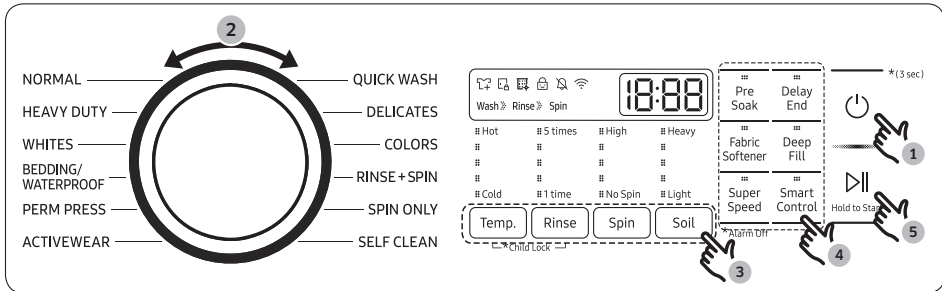 2
NORMAL
HEAVY DUTY
WHITES
BEDDING/
WATERPROOF
PERM PRESS
ACTIVEWEAR
QUICK WASH
DELICATES
COLORS
RINSE+SPIN
SPIN ONLY
SELF CLEAN
18:88
Wash » Rinse » Spin
Hot 5 times High Heavy
Cold 1 time No Spin Light
Temp. Rinse Spin Soil
*Child Lock
3
Pre
Soak
Delay
End
Fabric
Softener
Deep
Fill
Super
Speed
Smart
Control
*Alarm Off
4
*(3 sec)
1
Hold to Start
5